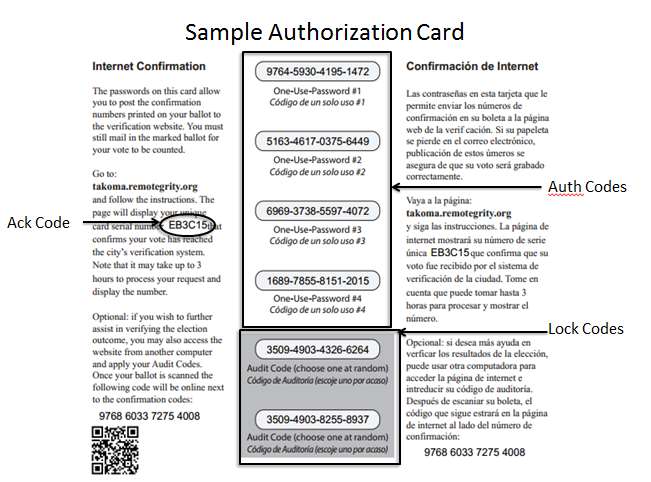 Sample Authorization Card
Internet Confirmation
The passwords on this card allow
you to post the confirmation
numbers printed on your ballot
to the verification website. You must
still mail in the marked ballot for
your vote to be counted.
Go to:
takoma.remotegrity.org
and follow the instructions. The
page will display your unique
card serial number EB3C15 that
confirms your vote has reached
the city's verification system.
Note that it may take up to 3
hours to process your request and
display the number.
Optional: if you wish to further
assist in verifying the election
outcome, you may also access the
website from another computer
and apply your Audit Codes.
Once your ballot is scanned the
following code will be online next
to the confirmation codes:
9768 6033 7275 4008
Ack Code
9764-5930-4195-1472
One-Use-Password #1
Código de un solo uso #1
5163-4617-0375-6449
One-Use-Password #2
Código de un solo uso #2
6969-3738-5597-4072
One-Use-Password #3
Código de un solo uso #3
1689-7855-8151-2015
One-Use-Password #4
Código de un solo uso #4
3509-4903-4326-6264
Audit Code (choose one at random)
Código de Auditoría (escoje uno por acaso)
3509-4903-8255-8937
Audit Code (choose one at random)
Código de Auditoría (escoje uno por acaso)
Confirmación de Internet
Las contraseñas en esta tarjeta que le
permite enviar los números de
confirmación en su boleta a la página
web de la verif cación. Si su papeleta
se pierde en el correo electrónico,
publicación de estos úmeros se
asegura de que su voto será grabado
correctamente.
Vaya a la página:
takoma.remotegrity.org
y siga las instrucciones. La página de
internet mostrará su número de serie
única EB3C15 que confirma que su
voto fue recibido por el sistema de
verificación de la ciudad. Tome en
cuenta que puede tomar hasta 3
horas para procesar y mostrar el
número.
Opcional: si desea más ayuda en
verficar los resultados de la elección,
puede usar otra computadora para
acceder la página de internet e
intreducir su código de auditoría.
Después de escaniar su boleta, el
código que sigue estrará en la página
de internet al lado del número de
confirmación:
9768 6033 7275 4008
Auth Codes
Lock Codes